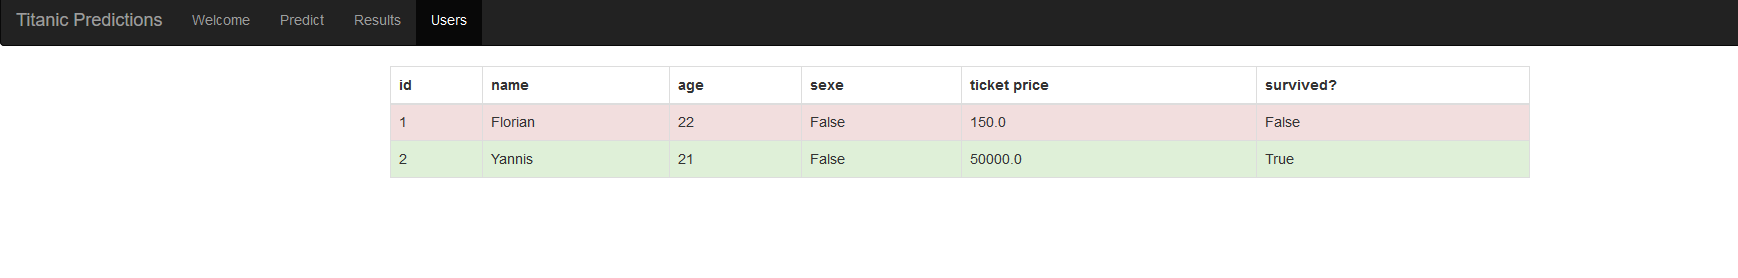 Titanic Predictions Welcome Predict Results Users
id name age sexe ticket price survived?
1 Florian 22 False 150.0 False
2 Yannis 21 False 50000.0 True